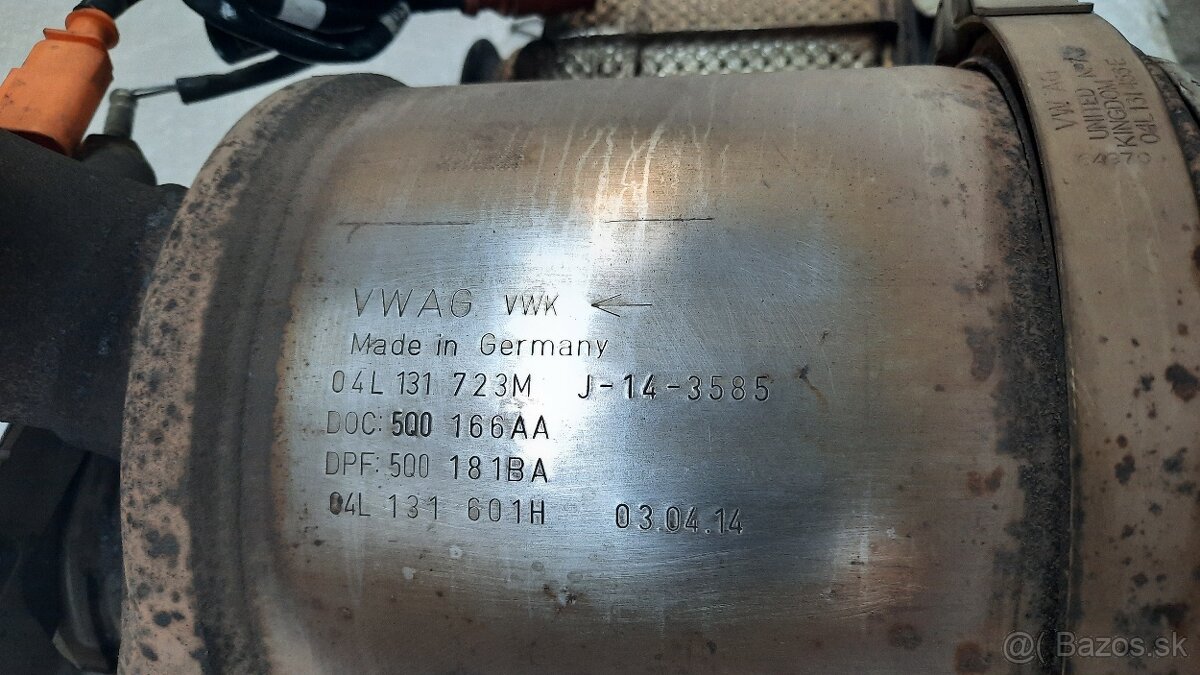 VWAG VWK ←
Made in Germany
04L 131 723M J-14-3585
DOC: 5Q0 166AA
DPF: 5Q0 181BA
04L 131 601H 03.04.14
VW AG
UNITED
KINGDOM
@( Bazos.sk